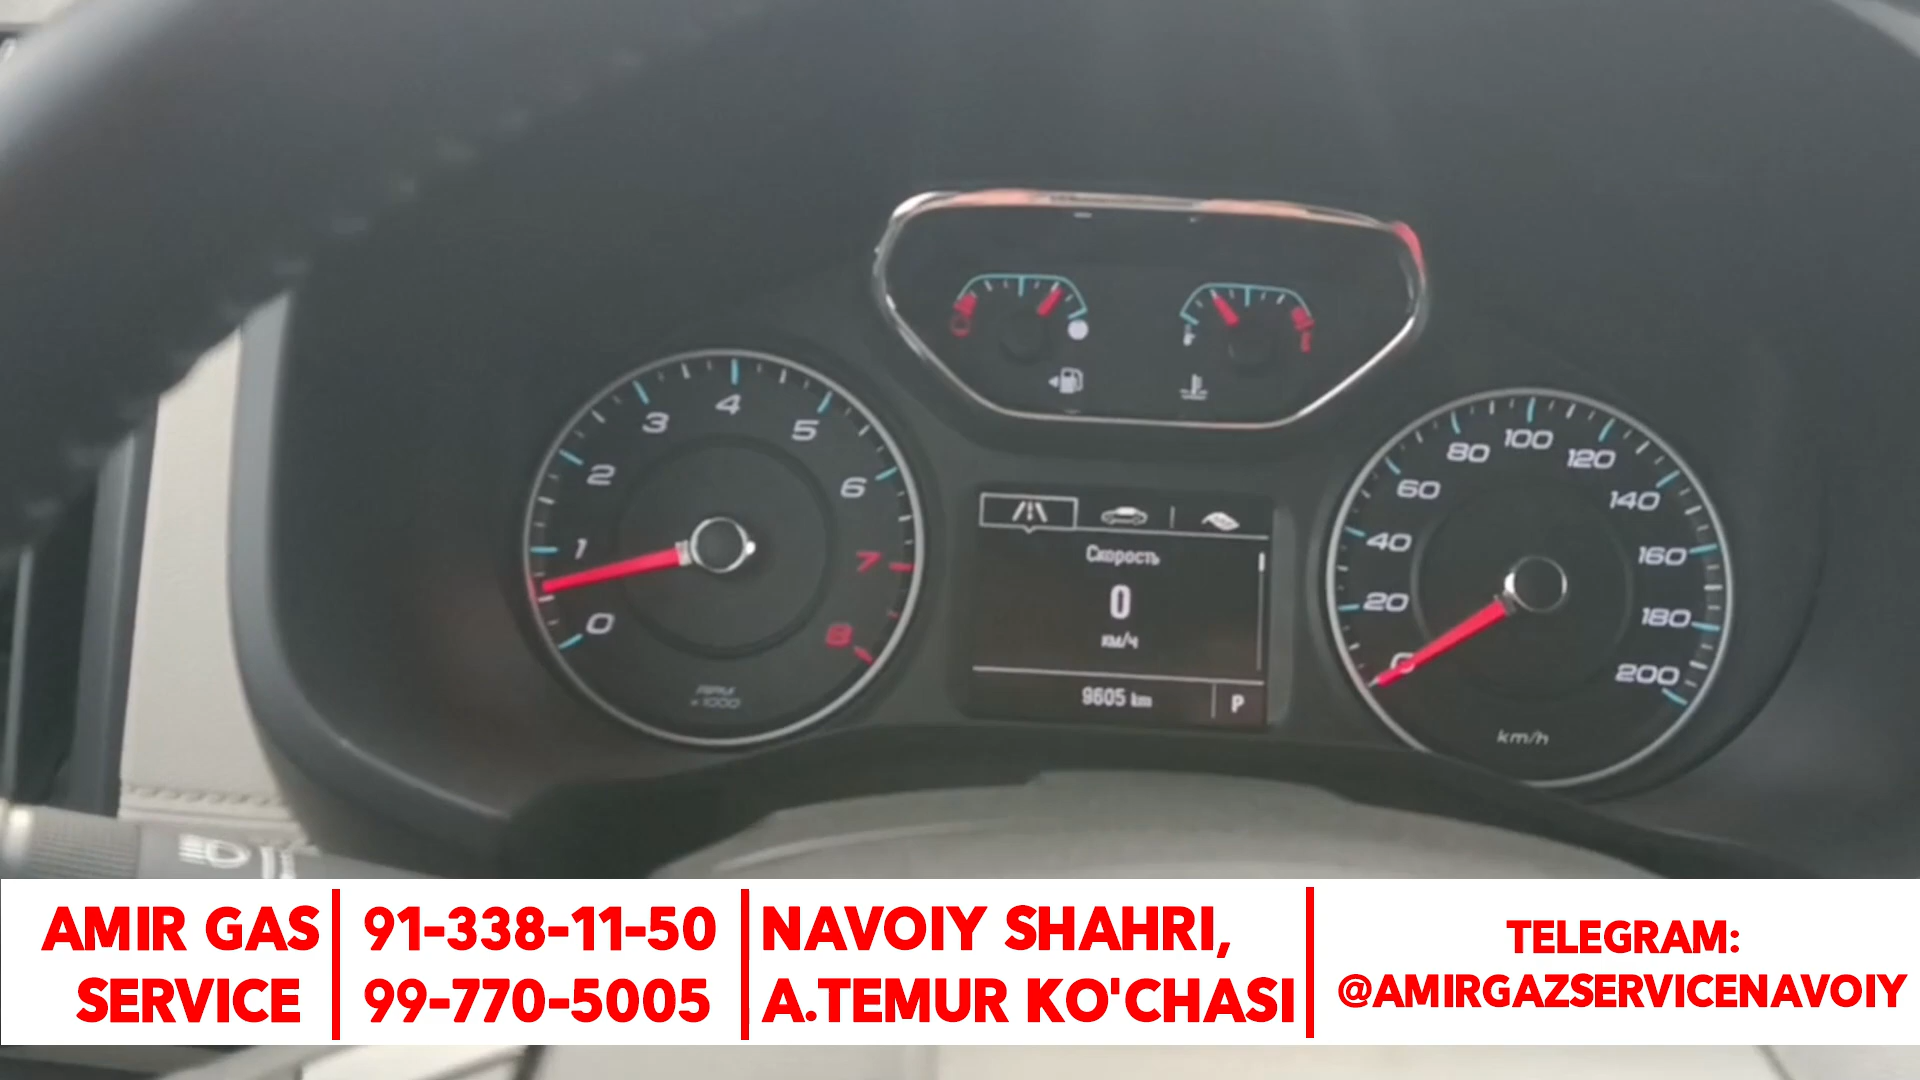 0
1
2
3
4
5
6
7
8
RPM
x 1000
Скорость
0
км/ч
9605 km
P
20
40
60
80
100
120
140
160
180
200
km/h
AMIR GAS
SERVICE
91-338-11-50
99-770-5005
NAVOIY SHAHRI,
A.TEMUR KO'CHASI
TELEGRAM:
@AMIRGAZSERVICENAVOIY